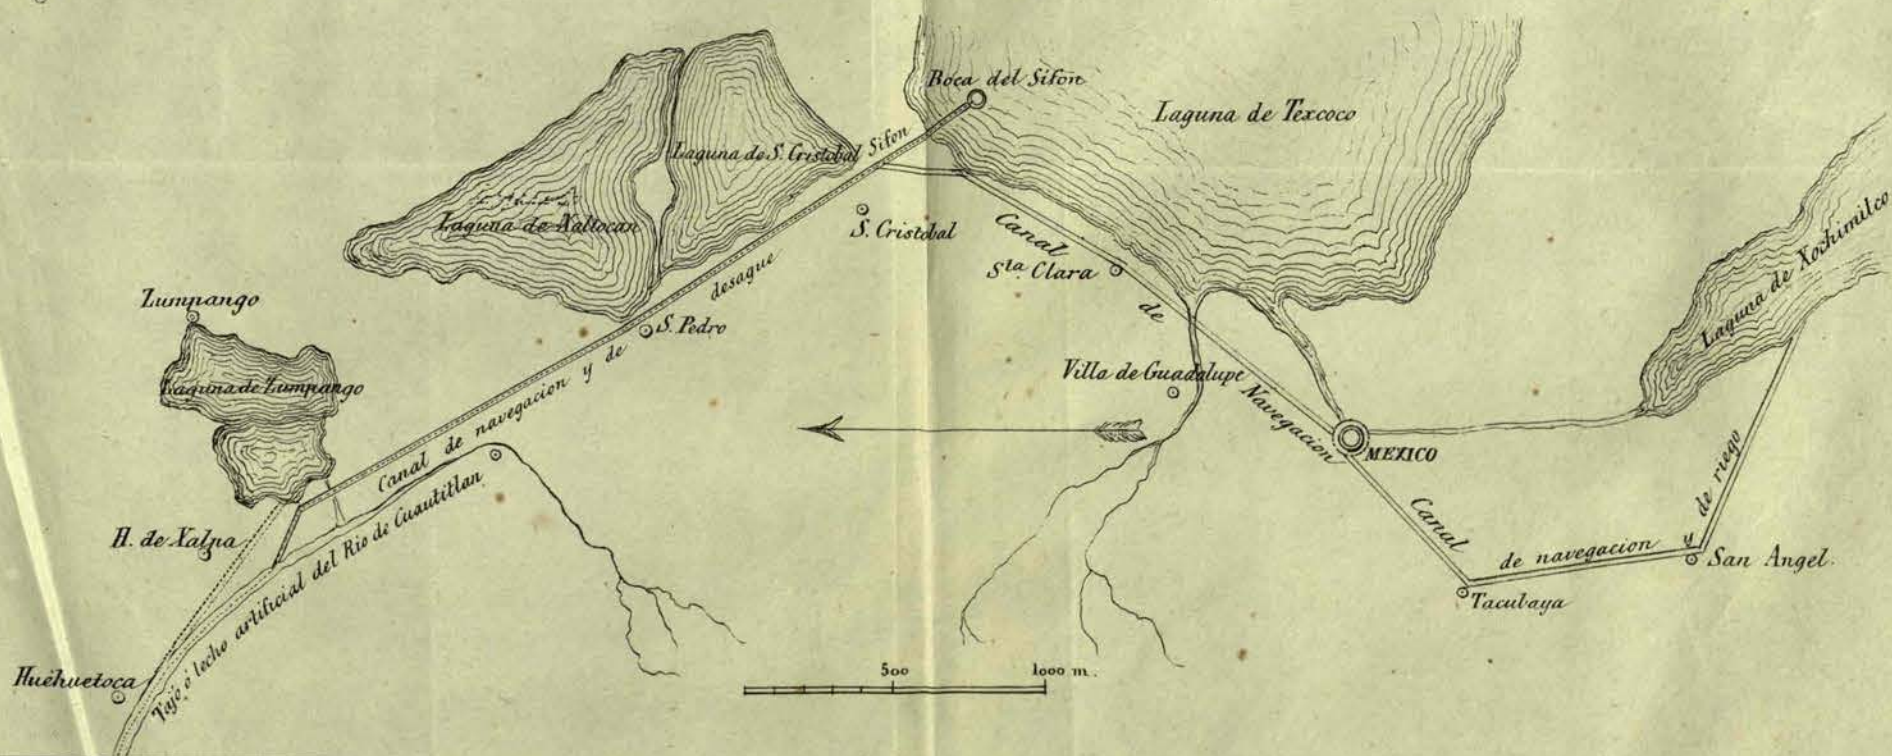 Boca del Sifon
Laguna de Texcoco
Laguna de S. Cristobal
Sifon
Laguna de Xaltocan
S. Cristobal
Canal
de
Navegacion
Sta. Clara
Laguna de Xochimilco
Zumpango
Laguna de Zumpango
S. Pedro
Canal de navegacion y de desague
Villa de Guadalupe
MEXICO
H. de Xalpa
Tajo ó lecho artificial del Rio de Cuautitlan
Canal
de navegacion y
de riego
San Angel.
Tacubaya
Huehuetoca
500
1000 m.